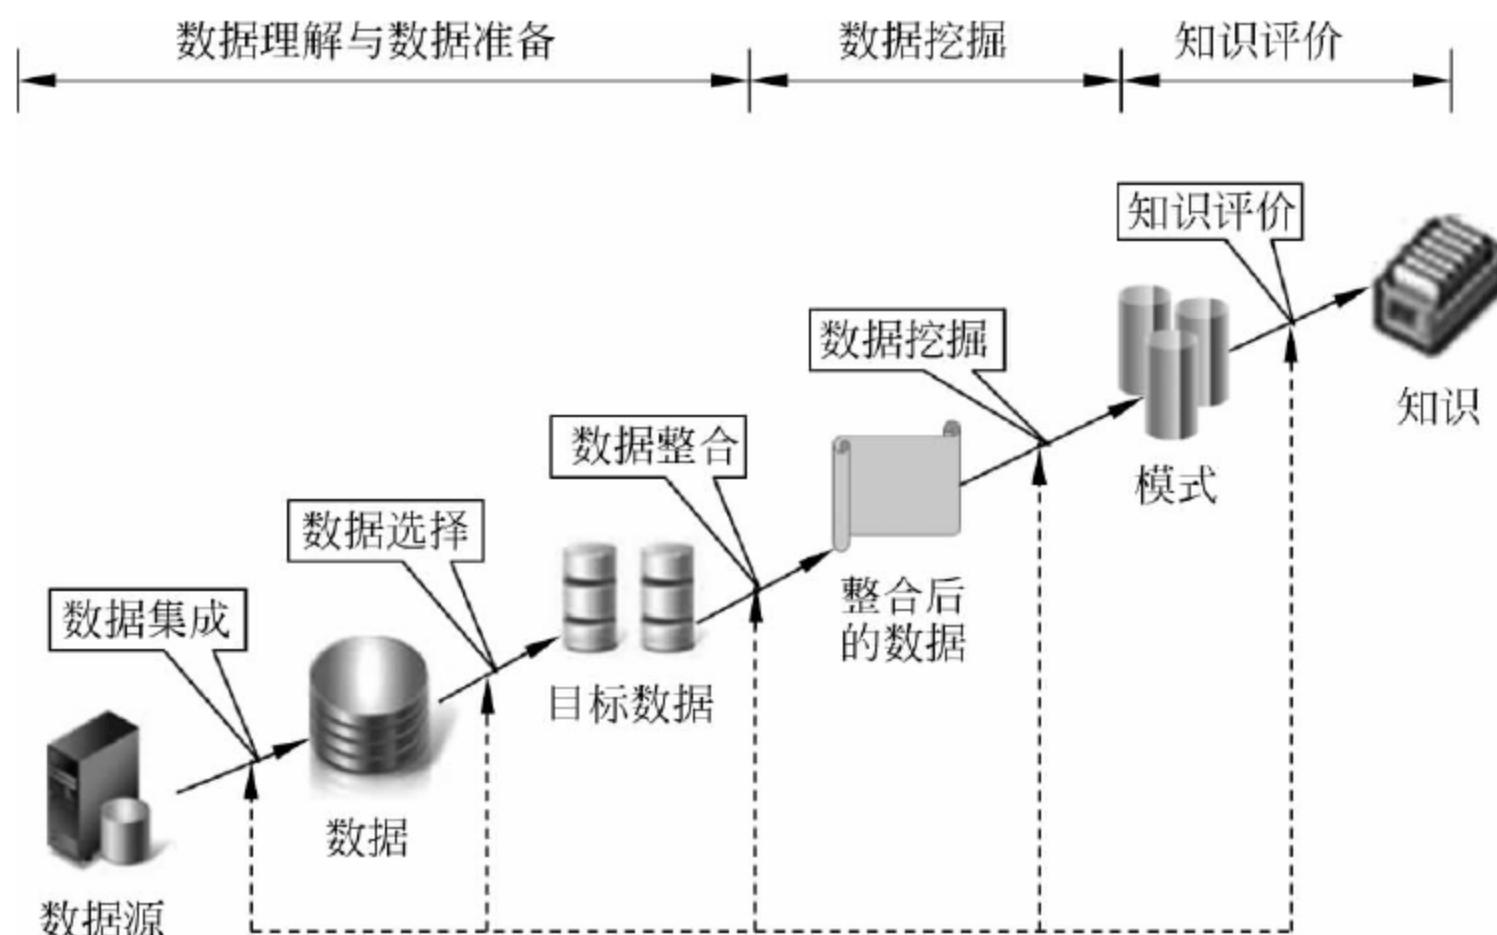 数据理解与数据准备
数据挖掘
知识评价
知识评价
数据挖掘
知识
数据整合
模式
数据选择
整合后
的数据
数据集成
目标数据
数据
数据源